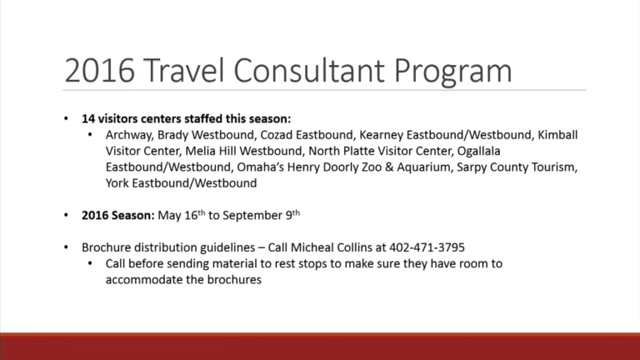 2016 Travel Consultant Program
• 14 visitors centers staffed this season:
• Archway, Brady Westbound, Cozad Eastbound, Kearney Eastbound/Westbound, Kimball
Visitor Center, Melia Hill Westbound, North Platte Visitor Center, Ogallala
Eastbound/Westbound, Omaha's Henry Doorly Zoo & Aquarium, Sarpy County Tourism,
York Eastbound/Westbound
• 2016 Season: May 16th to September 9th
• Brochure distribution guidelines – Call Micheal Collins at 402-471-3795
• Call before sending material to rest stops to make sure they have room to
accommodate the brochures